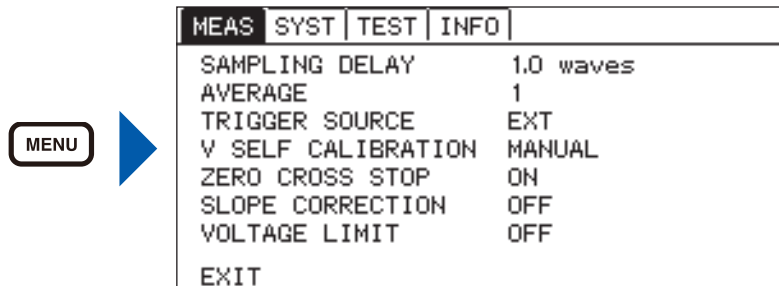 MENU
MEAS SYST TEST INFO
SAMPLING DELAY 1.0 waves
AVERAGE 1
TRIGGER SOURCE EXT
V SELF CALIBRATION MANUAL
ZERO CROSS STOP ON
SLOPE CORRECTION OFF
VOLTAGE LIMIT OFF
EXIT